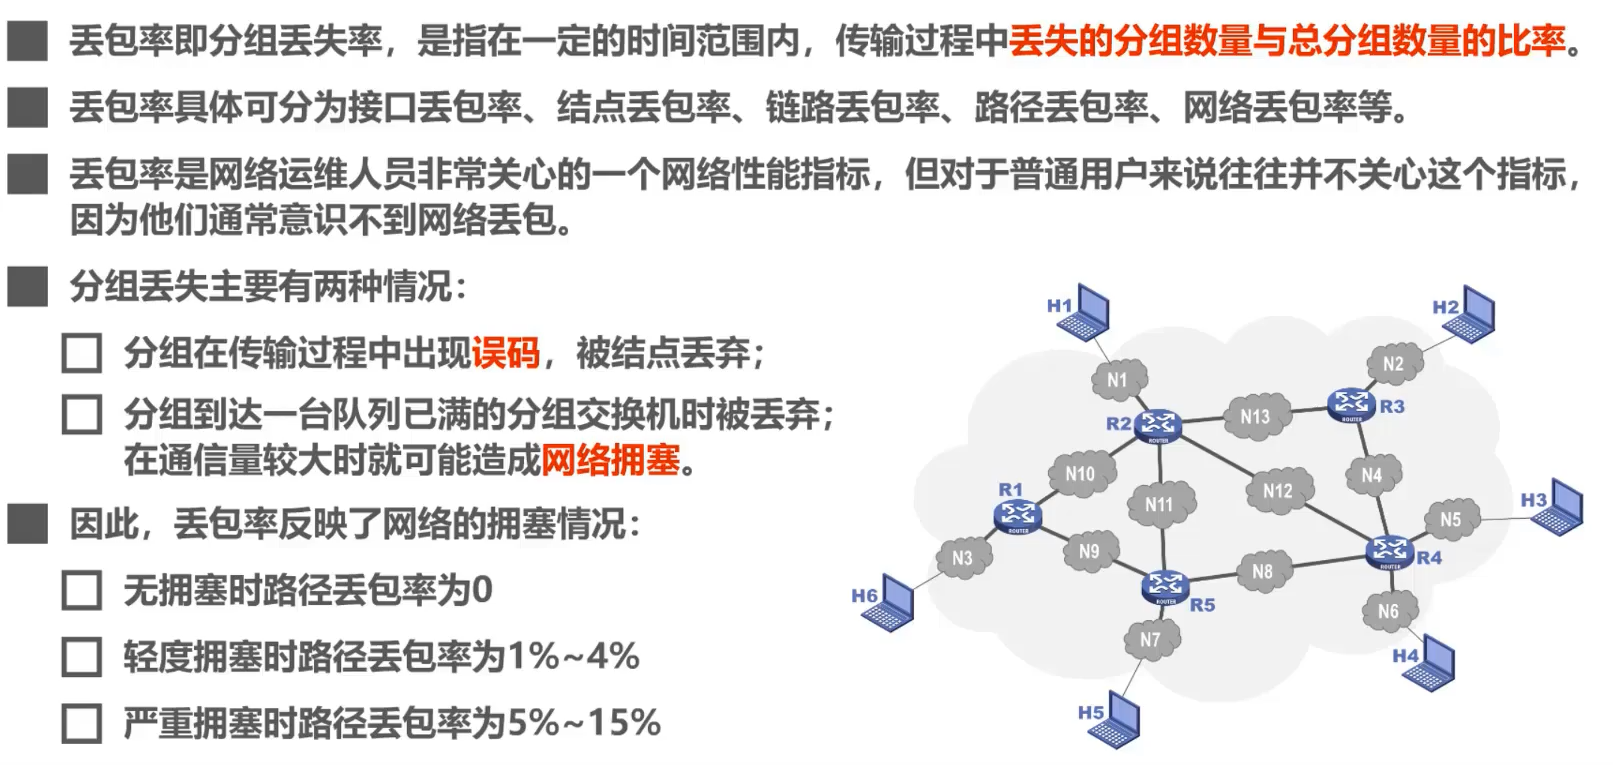 丢包率即分组丢失率，是指在一定的时间范围内，传输过程中丢失的分组数量与总分组数量的比率。
丢包率具体可分为接口丢包率、结点丢包率、链路丢包率、路径丢包率、网络丢包率等。
丢包率是网络运维人员非常关心的一个网络性能指标，但对于普通用户来说往往并不关心这个指标，
因为他们通常意识不到网络丢包。
分组丢失主要有两种情况：
分组在传输过程中出现误码，被结点丢弃；
分组到达一台队列已满的分组交换机时被丢弃；
在通信量较大时就可能造成网络拥塞。
因此，丢包率反映了网络的拥塞情况：
无拥塞时路径丢包率为0
轻度拥塞时路径丢包率为1%~4%
严重拥塞时路径丢包率为5%~15%
H1
H2
N1
N2
R2
ROUTER
N13
R3
ROUTER
N10
N12
N4
R1
ROUTER
N11
H3
N5
N3
N9
R4
ROUTER
N8
H6
R5
ROUTER
N6
N7
H4
H5